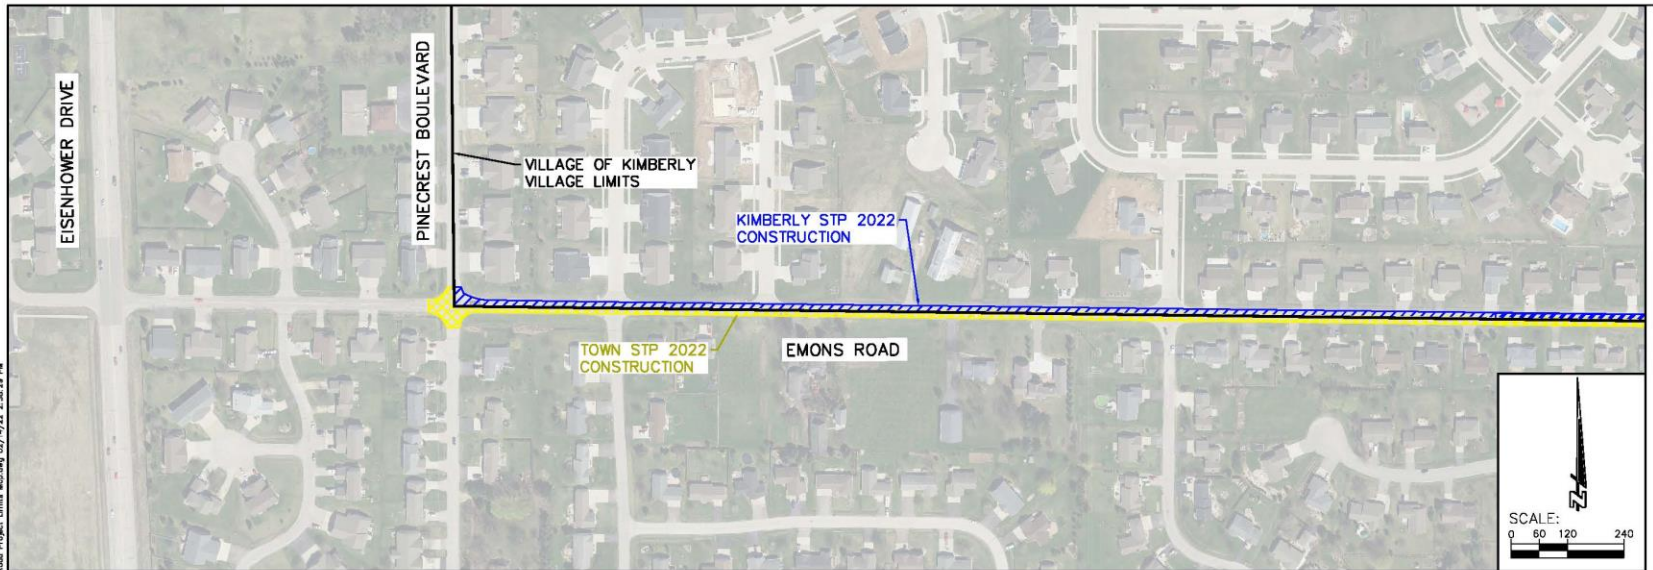 EISENHOWER DRIVE
PINECREST BOULEVARD
VILLAGE OF KIMBERLY
VILLAGE LIMITS
KIMBERLY STP 2022
CONSTRUCTION
TOWN STP 2022
CONSTRUCTION
EMONS ROAD
N
SCALE:
0 60 120 240